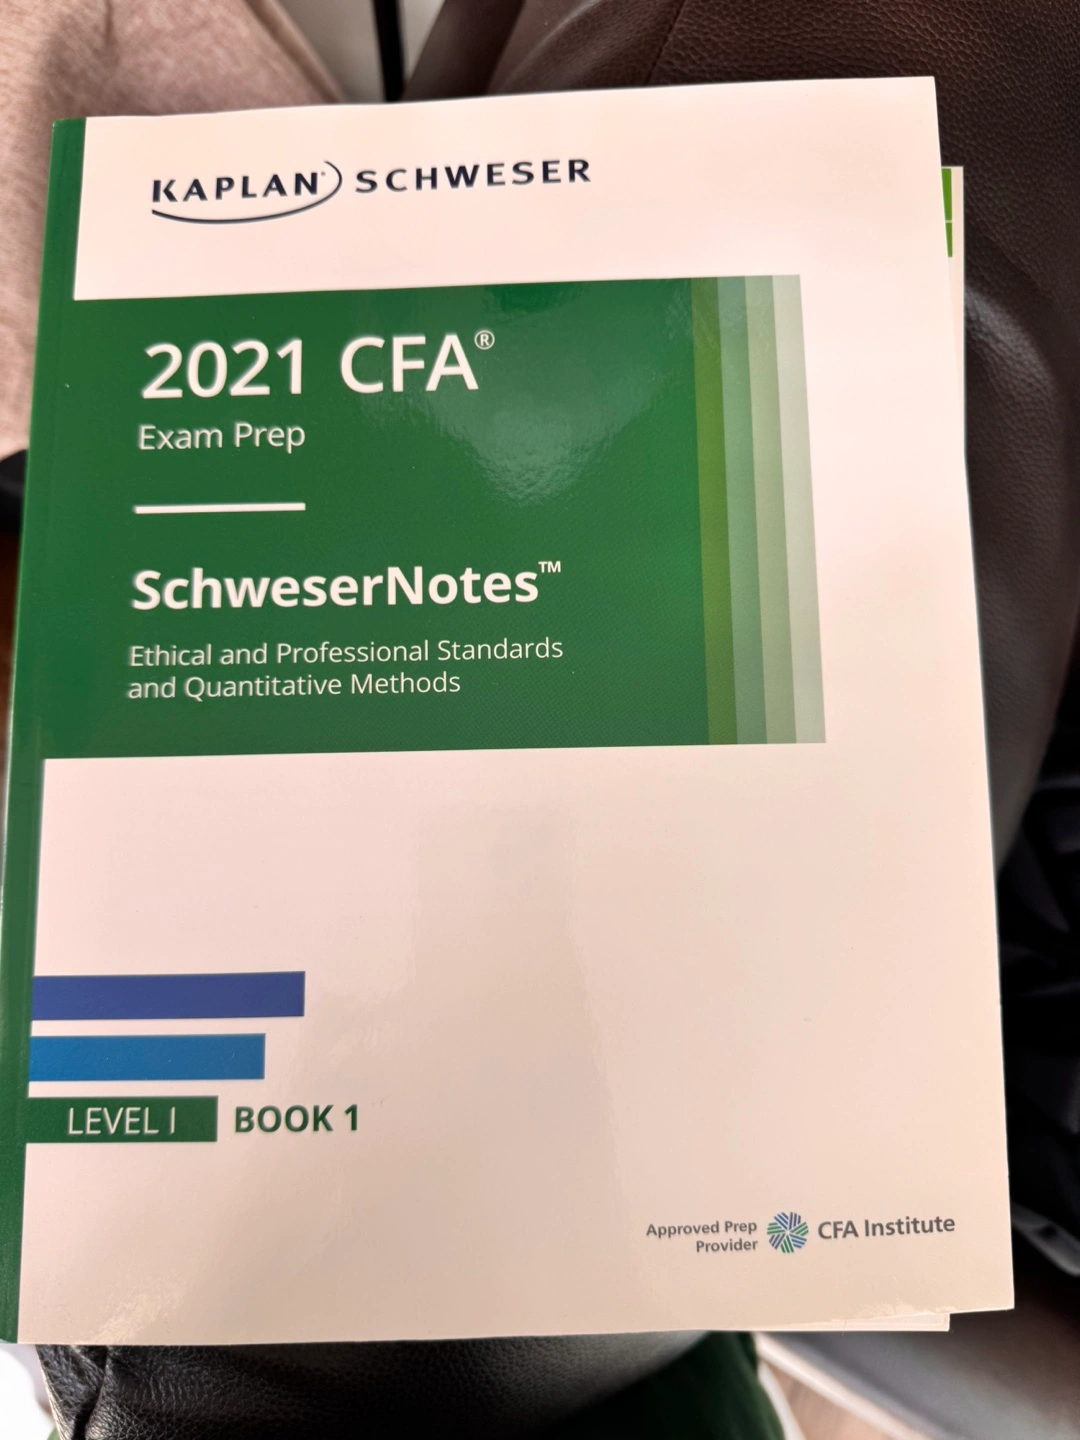 KAPLAN SCHWESER
2021 CFA®
Exam Prep
SchweserNotes™
Ethical and Professional Standards
and Quantitative Methods
LEVEL I BOOK 1
Approved Prep
Provider
CFA Institute